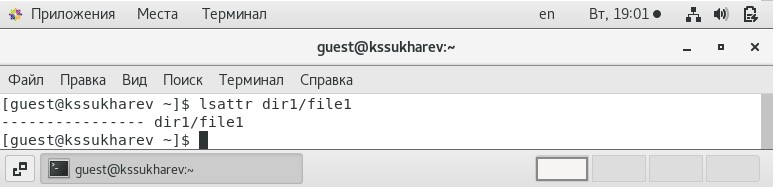 Приложения Места Терминал en Вт, 19:01
guest@kssukharev:~
Файл Правка Вид Поиск Терминал Справка
[guest@kssukharev ~]$ lsattr dir1/file1
---------------- dir1/file1
[guest@kssukharev ~]$
guest@kssukharev:~